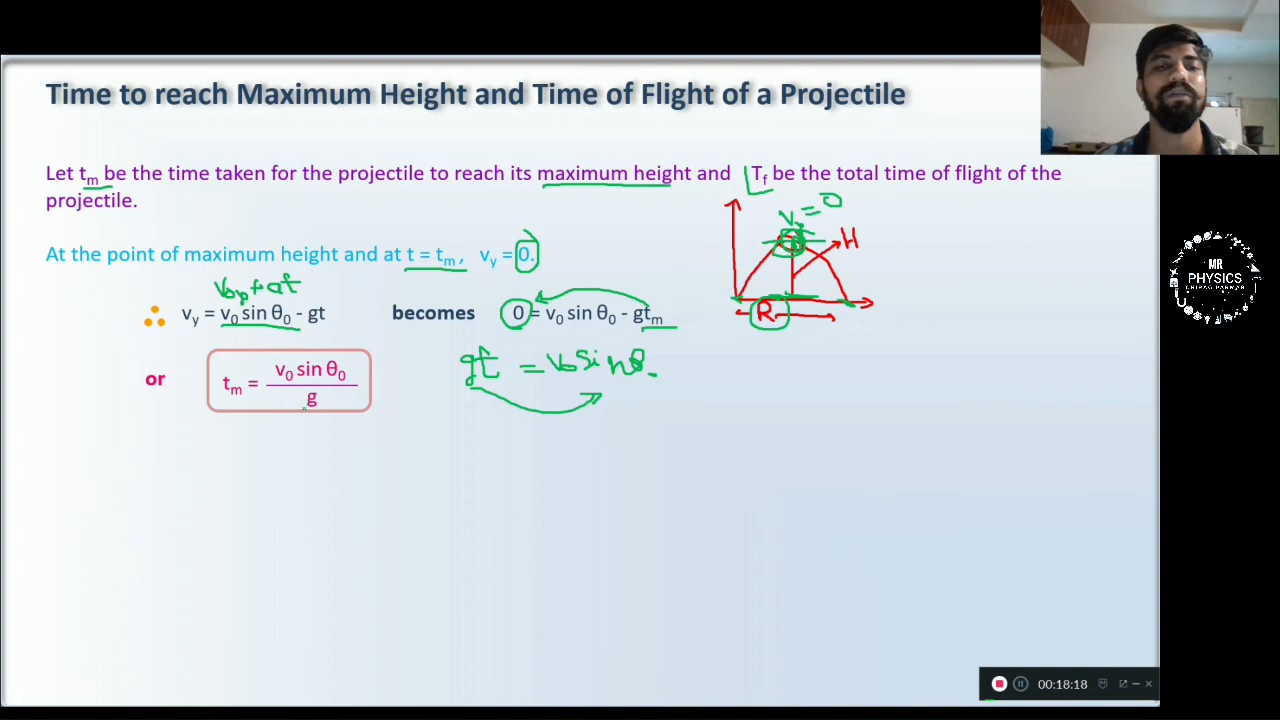 Time to reach Maximum Height and Time of Flight of a Projectile
Let tm be the time taken for the projectile to reach its maximum height and Tf be the total time of flight of the
projectile.
v = 0
H
At the point of maximum height and at t = tm, vy = 0.
v0y + at
∴ vy = v0 sin θ0 - gt becomes 0 = v0 sin θ0 - gtm
R
gt = v0 sinθ.
or tm = v0 sin θ0
g
MR
PHYSICS
00:18:18